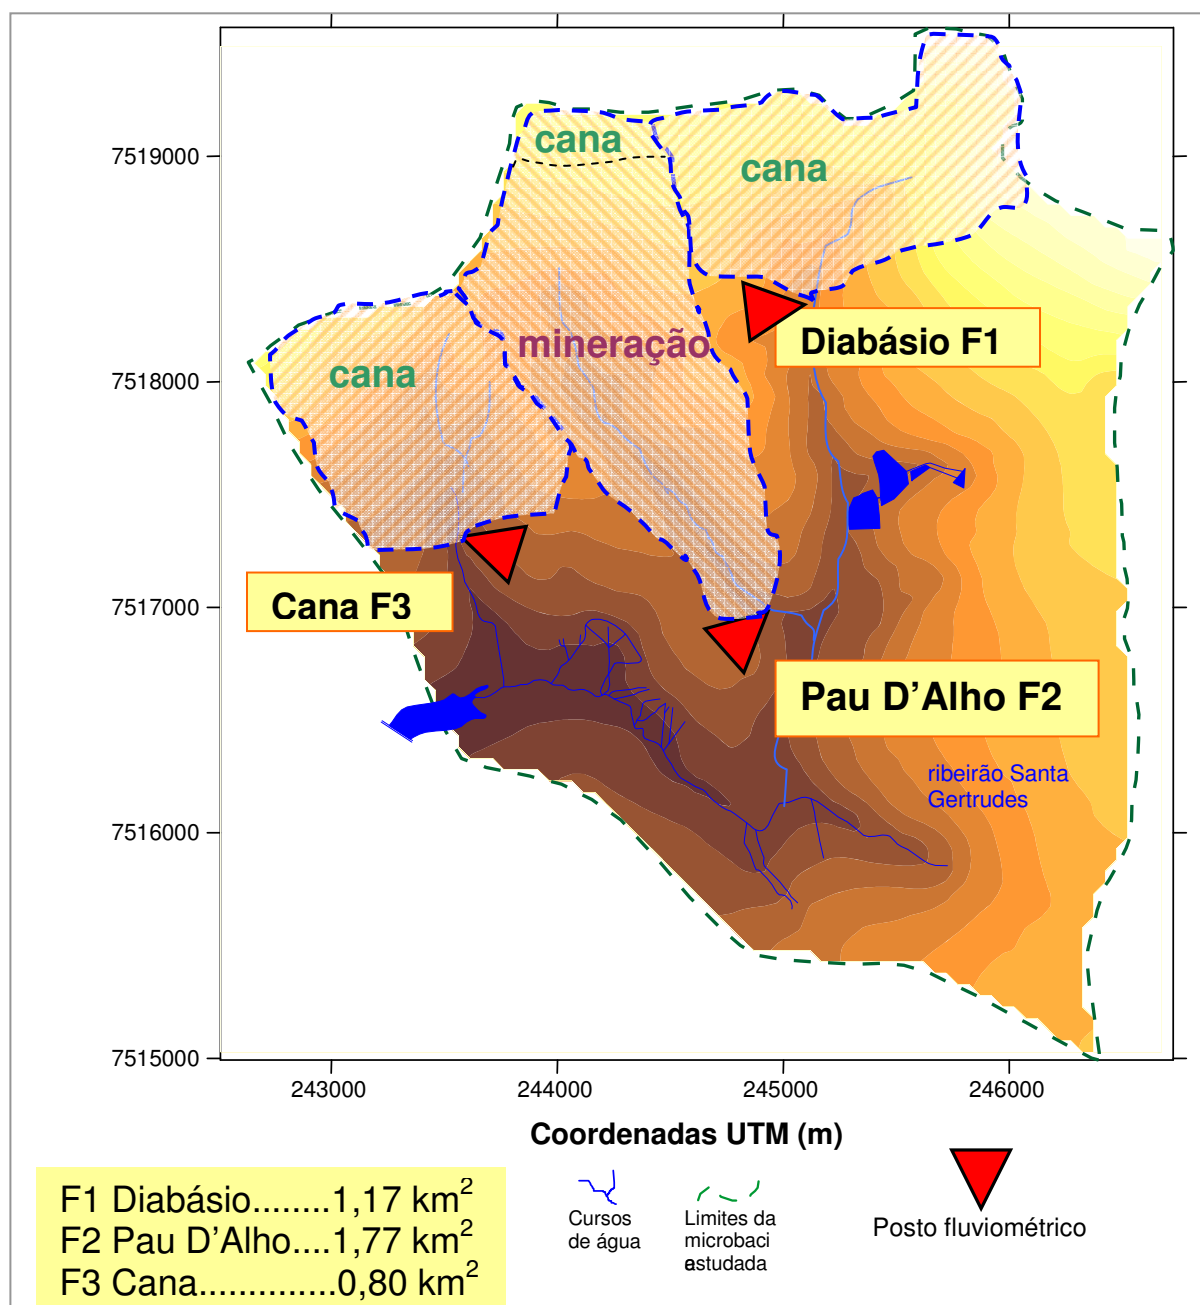 cana
7519000
cana
mineração
Diabásio F1
cana
7518000
Cana F3
7517000
Pau D'Alho F2
ribeirão Santa
Gertrudes
7516000
7515000
243000 244000 245000 246000
Coordenadas UTM (m)
F1 Diabásio........1,17 km²
F2 Pau D'Alho....1,77 km²
F3 Cana..............0,80 km²
Cursos
de água
Limites da
microbaci
aestudada
Posto fluviométrico